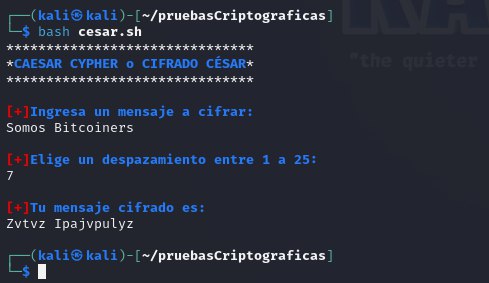 ┌──(kali㉿kali)-[~/pruebasCriptograficas]
└─$ bash cesar.sh
*******************************
*CAESAR CYPHER o CIFRADO CÉSAR*
*******************************
[+]Ingresa un mensaje a cifrar:
Somos Bitcoiners
[+]Elige un despazamiento entre 1 a 25:
7
[+]Tu mensaje cifrado es:
Zvtvz Ipajvpulyz
┌──(kali㉿kali)-[~/pruebasCriptograficas]
└─$
"the quieter